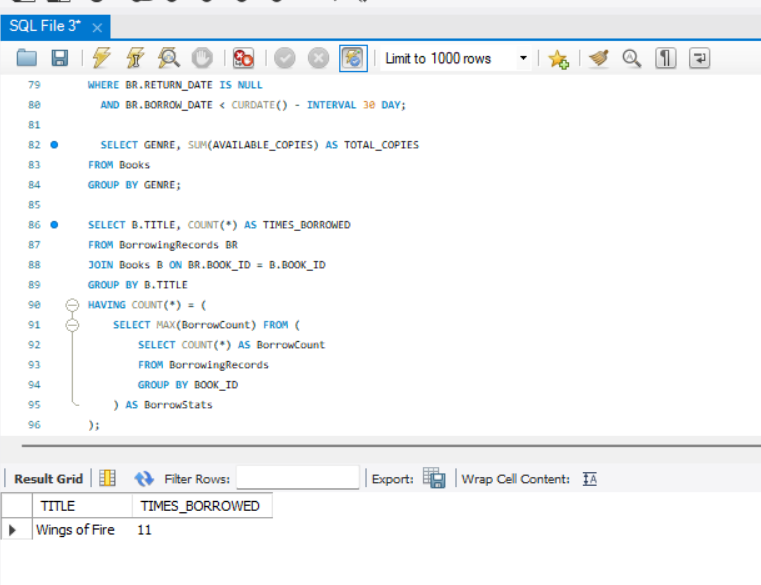 SQL File 3*
Limit to 1000 rows
79 WHERE BR.RETURN_DATE IS NULL
80 AND BR.BORROW_DATE < CURDATE() - INTERVAL 30 DAY;
81
82 SELECT GENRE, SUM(AVAILABLE_COPIES) AS TOTAL_COPIES
83 FROM Books
84 GROUP BY GENRE;
85
86 SELECT B.TITLE, COUNT(*) AS TIMES_BORROWED
87 FROM BorrowingRecords BR
88 JOIN Books B ON BR.BOOK_ID = B.BOOK_ID
89 GROUP BY B.TITLE
90 HAVING COUNT(*) = (
91 SELECT MAX(BorrowCount) FROM (
92 SELECT COUNT(*) AS BorrowCount
93 FROM BorrowingRecords
94 GROUP BY BOOK_ID
95 ) AS BorrowStats
96 );
Result Grid Filter Rows: Export: Wrap Cell Content:
TITLE TIMES_BORROWED
Wings of Fire 11